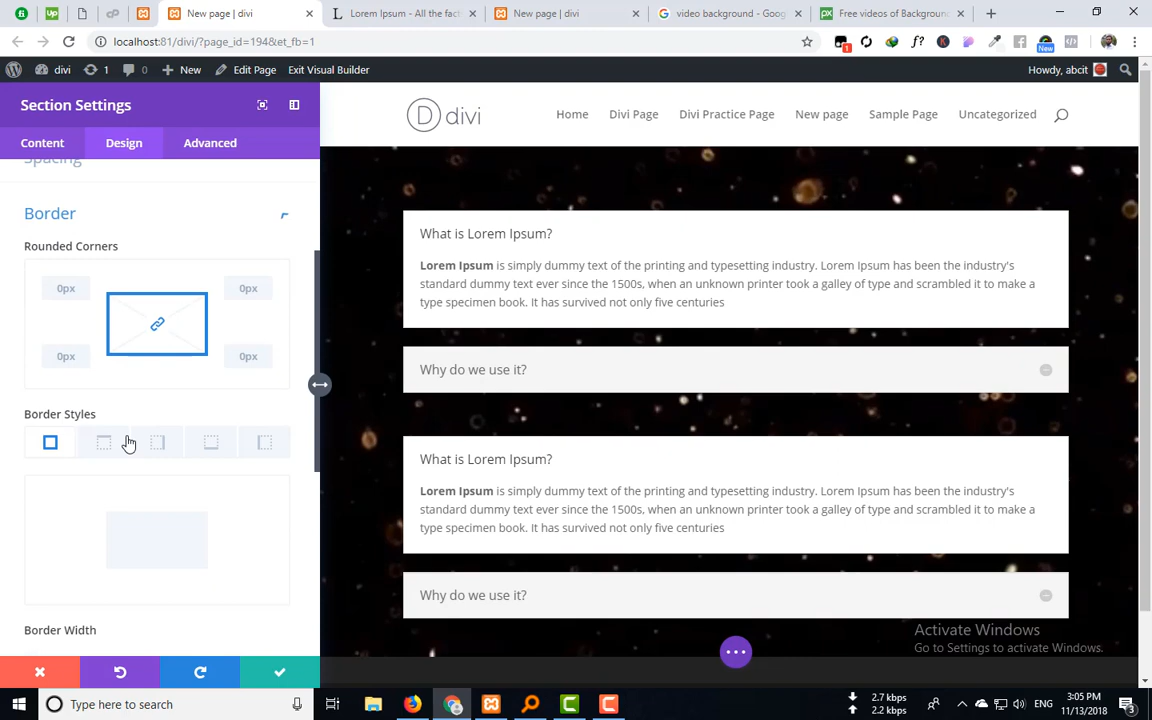 New page | divi
Lorem Ipsum - All the fac
New page | divi
video background - Goog
Free videos of Backgroun
localhost:81/divi/?page_id=194&et_fb=1
1
New
divi
1
0
New
Edit Page
Exit Visual Builder
Howdy, abcit
Section Settings
Content
Design
Advanced
Spacing
Border
Rounded Corners
0px
0px
0px
0px
Border Styles
Border Width
divi
Home
Divi Page
Divi Practice Page
New page
Sample Page
Uncategorized
What is Lorem Ipsum?
Lorem Ipsum is simply dummy text of the printing and typesetting industry. Lorem Ipsum has been the industry's
standard dummy text ever since the 1500s, when an unknown printer took a galley of type and scrambled it to make a
type specimen book. It has survived not only five centuries
Why do we use it?
What is Lorem Ipsum?
Lorem Ipsum is simply dummy text of the printing and typesetting industry. Lorem Ipsum has been the industry's
standard dummy text ever since the 1500s, when an unknown printer took a galley of type and scrambled it to make a
type specimen book. It has survived not only five centuries
Why do we use it?
Activate Windows
Go to Settings to activate Windows.
Type here to search
2.7 kbps
2.2 kbps
ENG
3:05 PM
11/13/2018
3